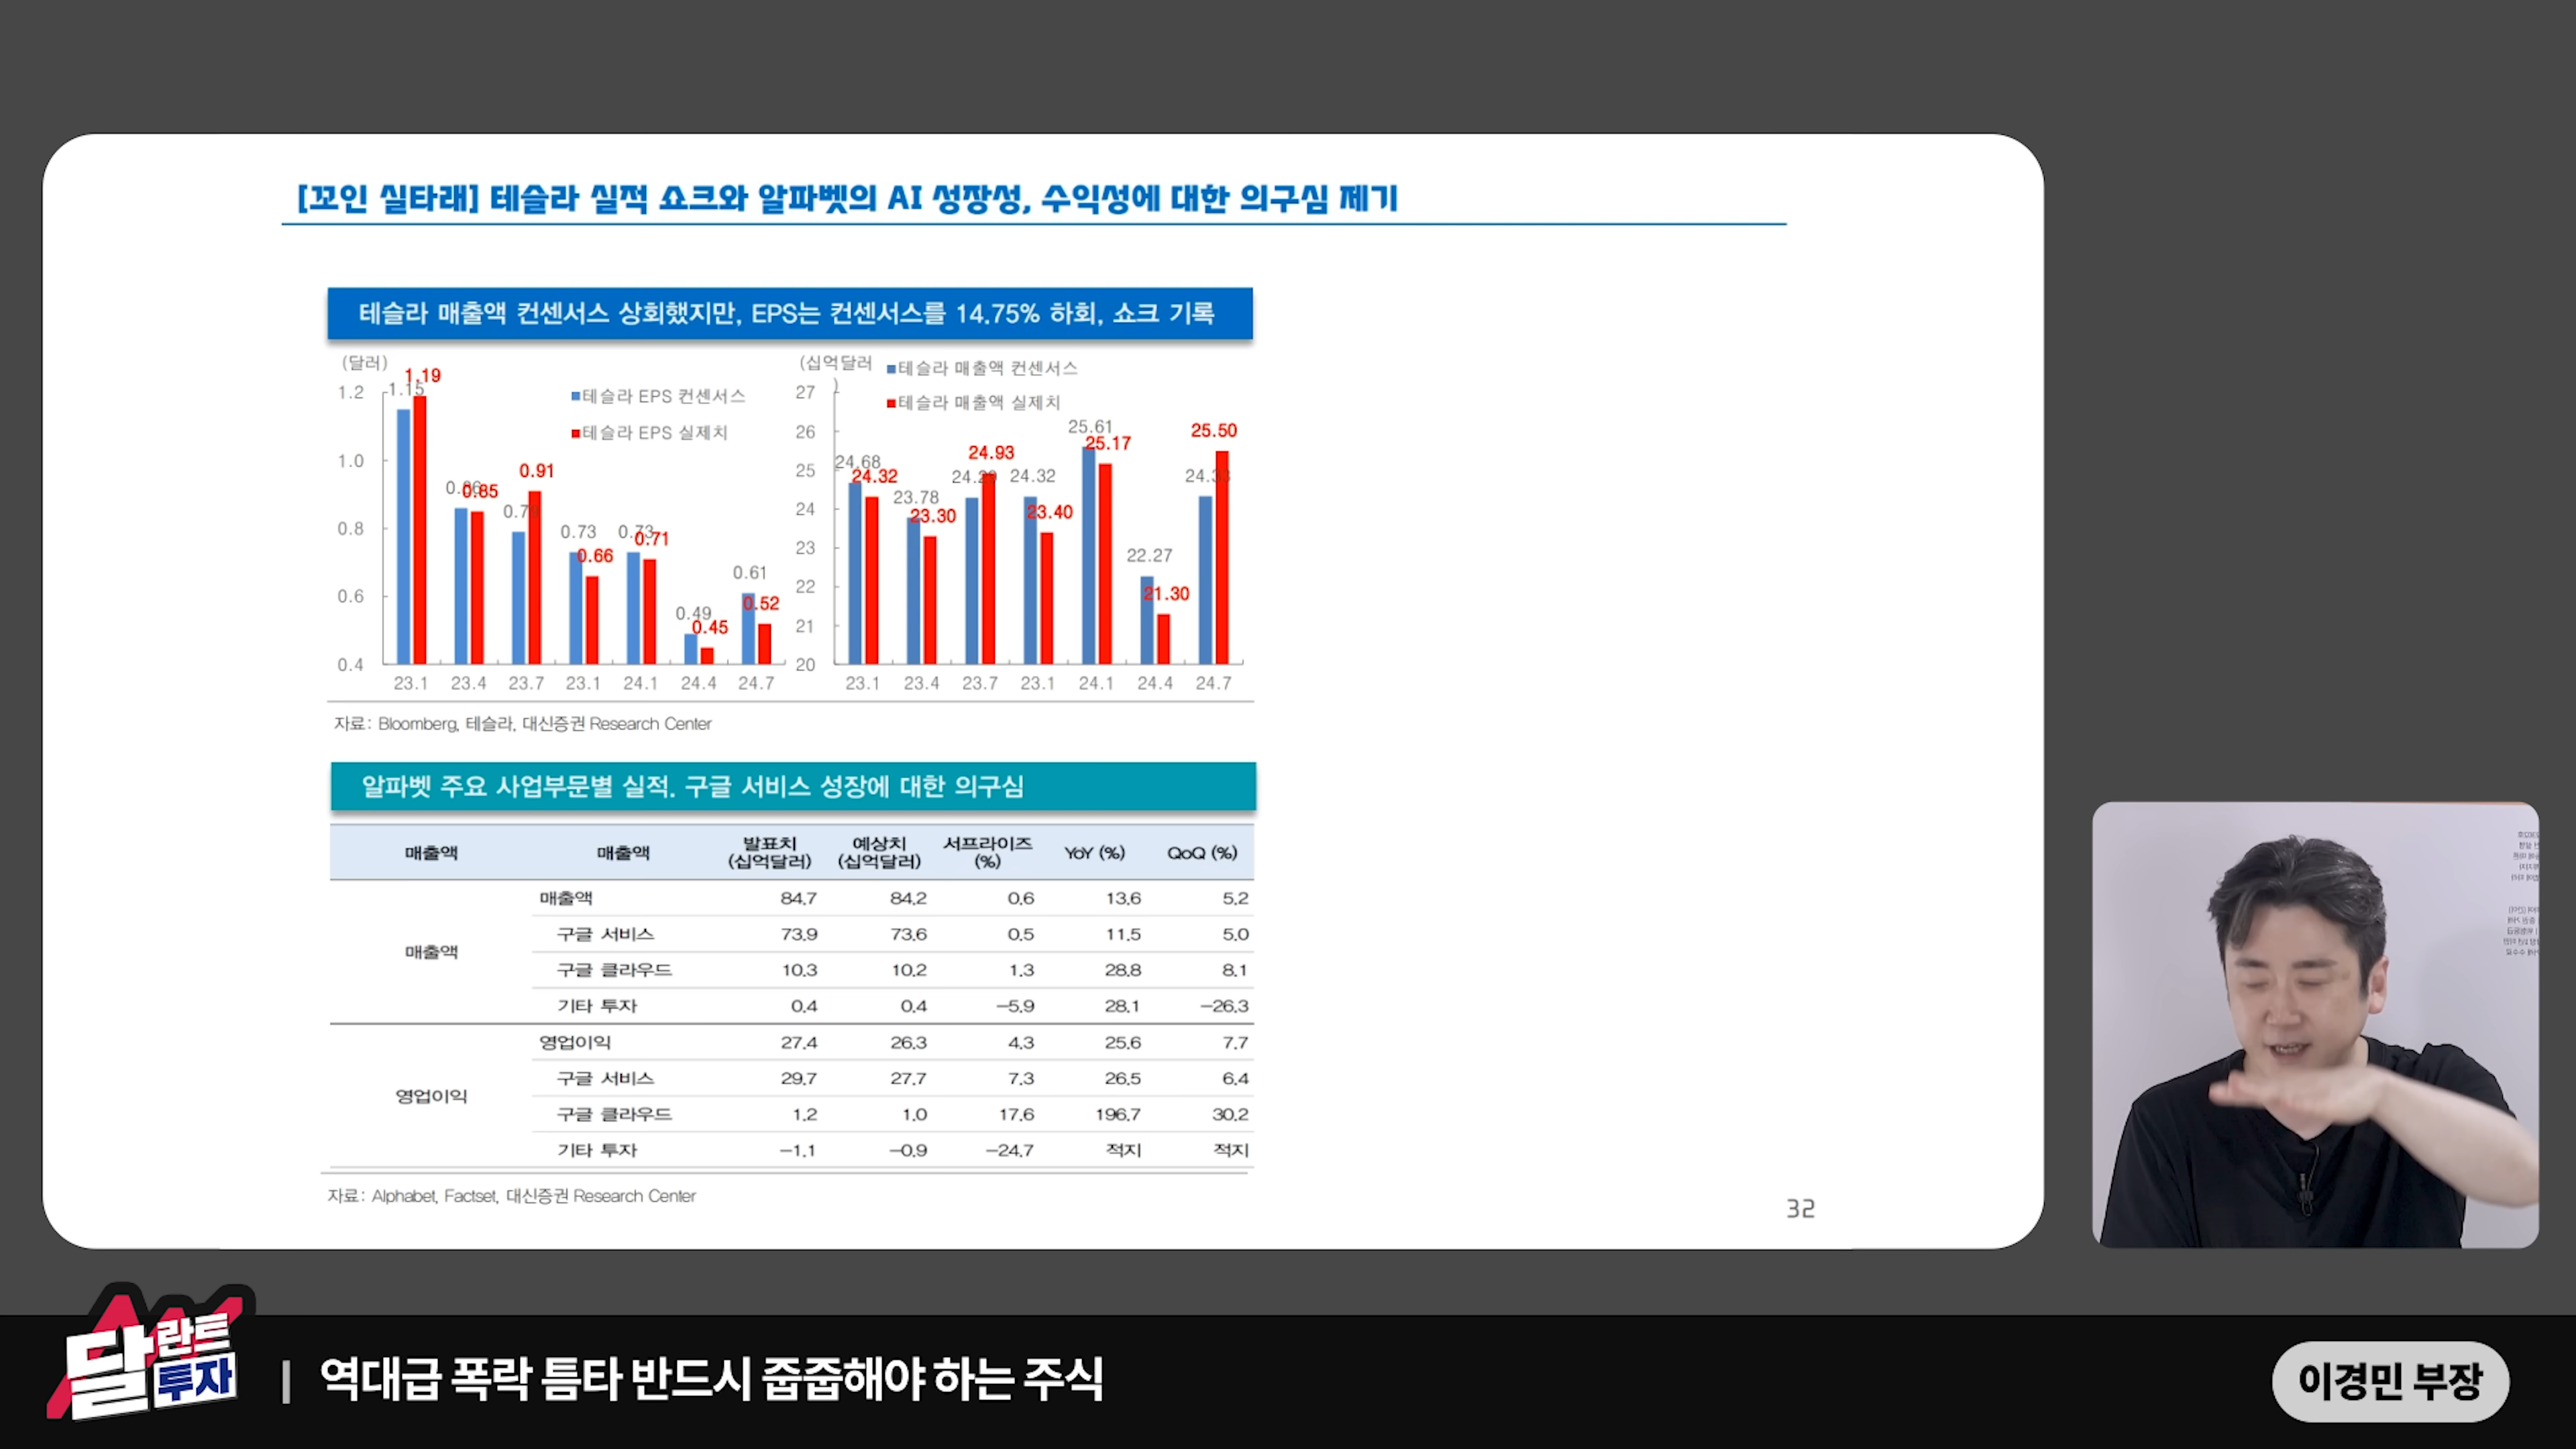 [꼬인 실타래] 테슬라 실적 쇼크와 알파벳의 AI 성장성, 수익성에 대한 의구심 제기
테슬라 매출액 컨센서스 상회했지만, EPS는 컨센서스를 14.75% 하회, 쇼크 기록
(달러)
테슬라 EPS 컨센서스
테슬라 EPS 실제치
1.2
1.0
0.8
0.6
0.4
1.15 1.19
0.86 0.85
0.91
0.73 0.66
0.73 0.71
0.49 0.45
0.61 0.52
23.1 23.4 23.7 23.1 24.1 24.4 24.7
(십억달러)
테슬라 매출액 컨센서스
테슬라 매출액 실제치
27
26
25
24
23
22
21
20
24.68 24.32
23.78 23.30
24.93
24.32 23.40
25.61 25.17
22.27 21.30
25.50
23.1 23.4 23.7 23.1 24.1 24.4 24.7
자료: Bloomberg, 테슬라, 대신증권 Research Center
알파벳 주요 사업부문별 실적. 구글 서비스 성장에 대한 의구심
매출액 매출액 발표치 (십억달러) 예상치 (십억달러) 서프라이즈 (%) YoY (%) QoQ (%)
매출액
매출액 84.7 84.2 0.6 13.6 5.2
구글 서비스 73.9 73.6 0.5 11.5 5.0
구글 클라우드 10.3 10.2 1.3 28.8 8.1
기타 투자 0.4 0.4 -5.9 28.1 -26.3
영업이익
영업이익 27.4 26.3 4.3 25.6 7.7
구글 서비스 29.7 27.7 7.3 26.5 6.4
구글 클라우드 1.2 1.0 17.6 196.7 30.2
기타 투자 -1.1 -0.9 -24.7 적지 적지
자료: Alphabet, Factset, 대신증권 Research Center
32
달란트투자
| 역대급 폭락 틈타 반드시 줍줍해야 하는 주식
이경민 부장